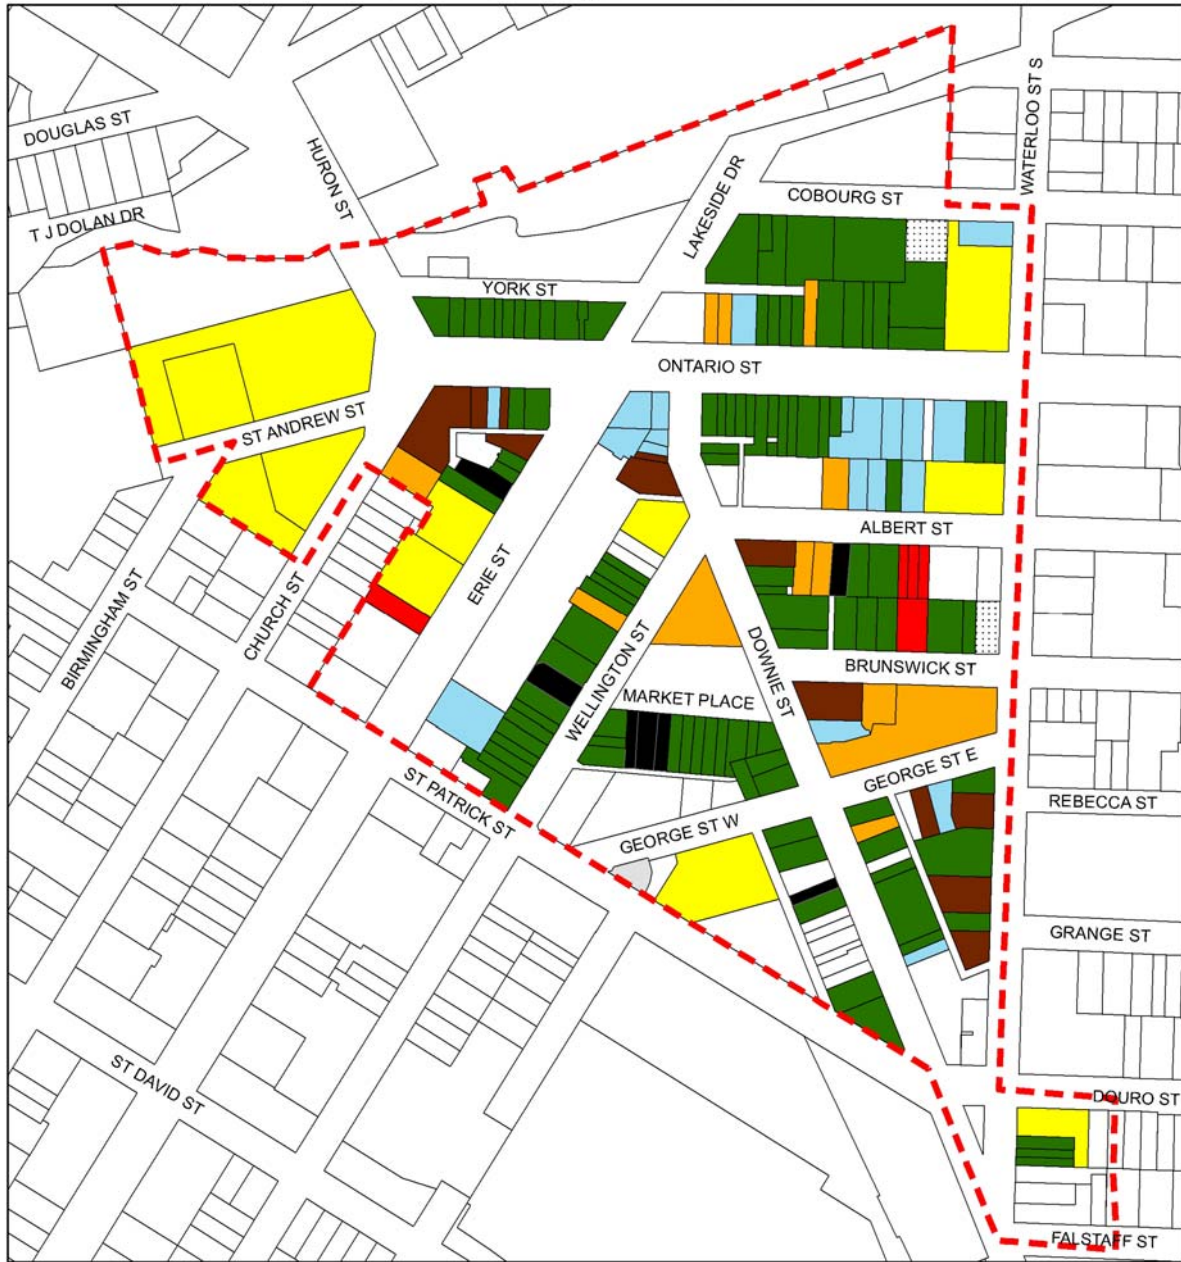 WATERLOO ST S
DOUGLAS ST
HURON ST
LAKESIDE DR
COBOURG ST
T J DOLAN DR
YORK ST
ONTARIO ST
ST ANDREW ST
ALBERT ST
ERIE ST
BIRMINGHAM ST
CHURCH ST
WELLINGTON ST
DOWNIE ST
BRUNSWICK ST
MARKET PLACE
GEORGE ST E
REBECCA ST
ST PATRICK ST
GEORGE ST W
GRANGE ST
ST DAVID ST
DOURO ST
FALSTAFF ST